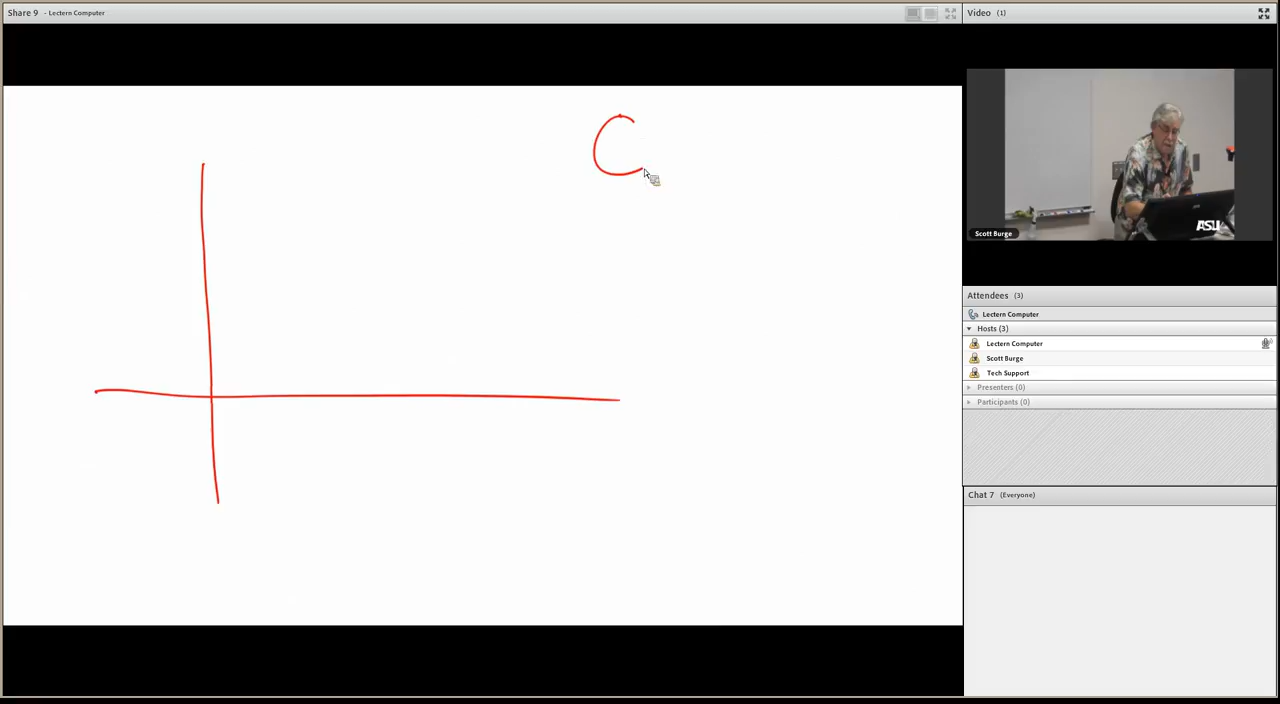 Share 9 - Lectern Computer
C
Video (1)
ASU
Scott Burge
Attendees (3)
Lectern Computer
Hosts (3)
Lectern Computer
Scott Burge
Tech Support
Presenters (0)
Participants (0)
Chat 7 (Everyone)